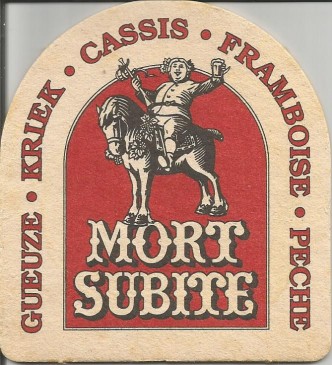 GUEUZE • KRIEK • CASSIS • FRAMBOISE • PECHE
MORT
SUBITE